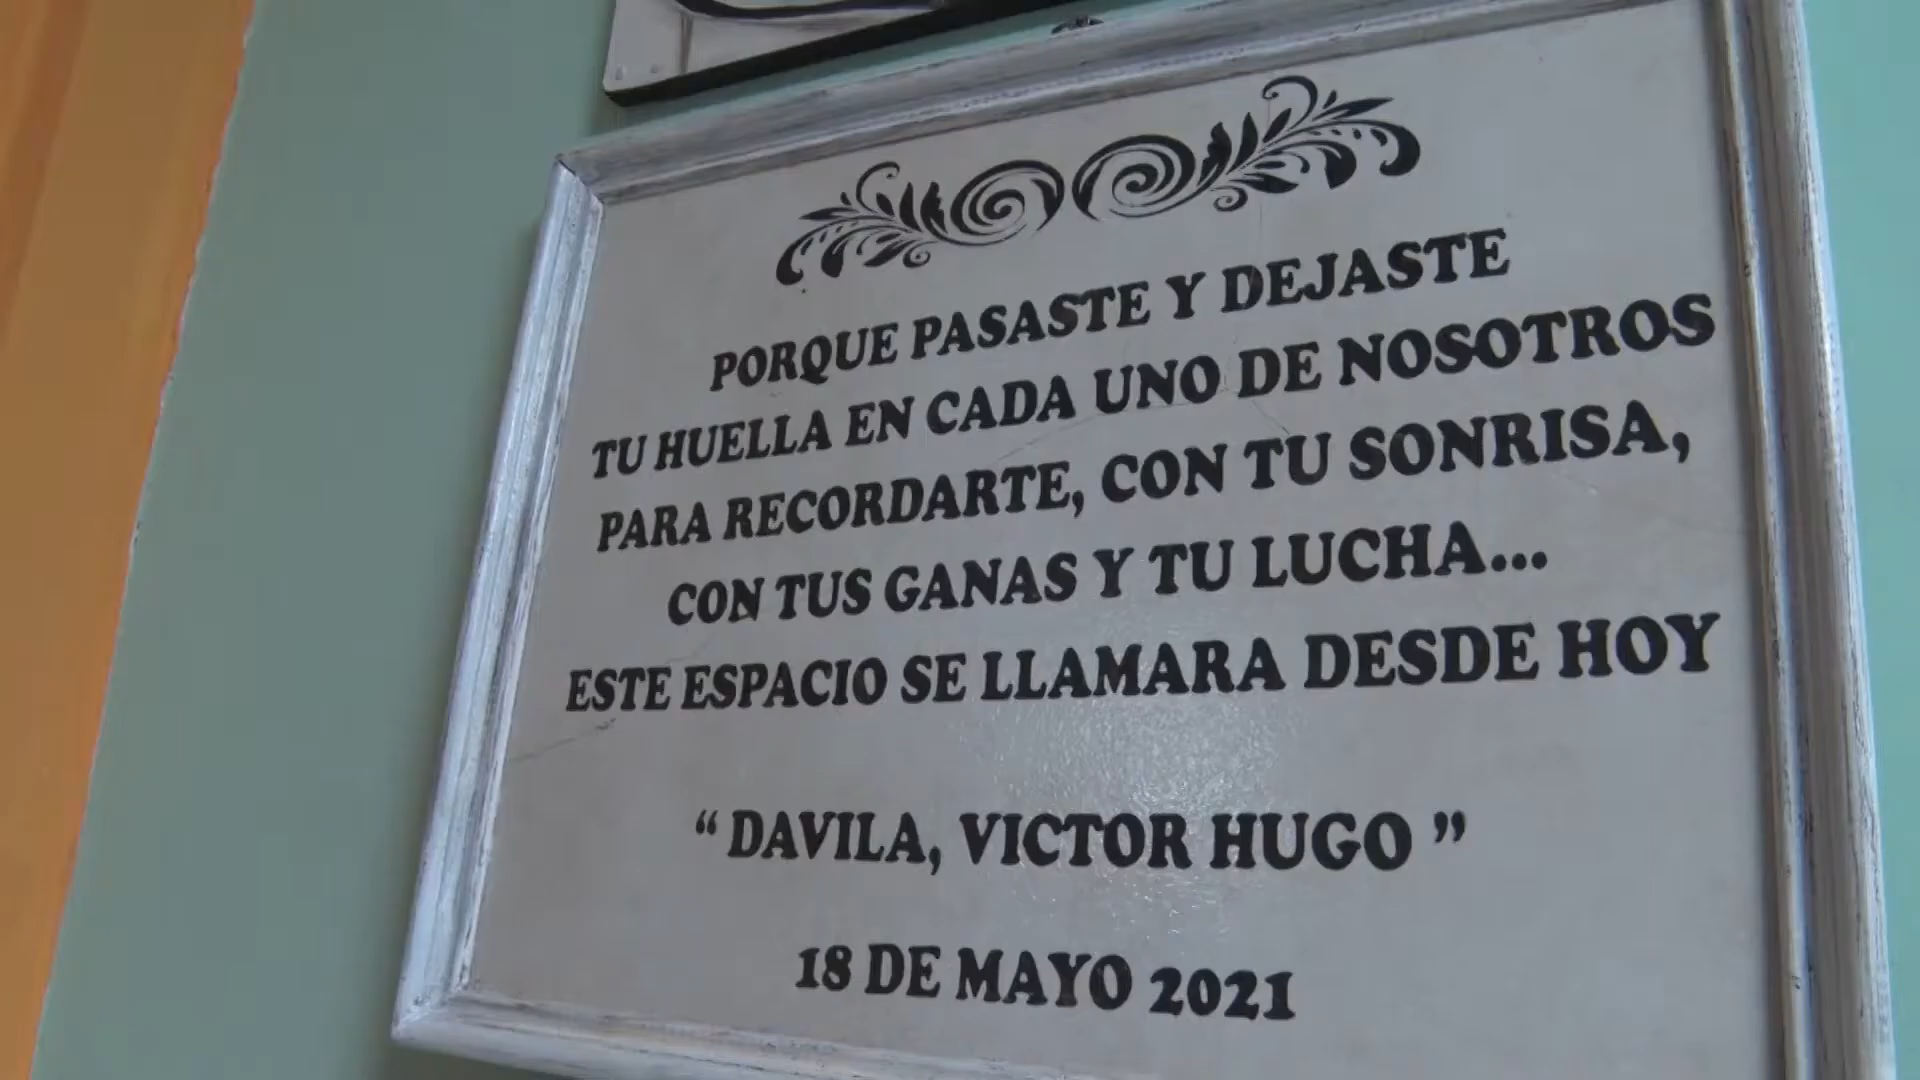 PORQUE PASASTE Y DEJASTE
TU HUELLA EN CADA UNO DE NOSOTROS
PARA RECORDARTE, CON TU SONRISA,
CON TUS GANAS Y TU LUCHA...
ESTE ESPACIO SE LLAMARA DESDE HOY
“ DAVILA, VICTOR HUGO ”
18 DE MAYO 2021